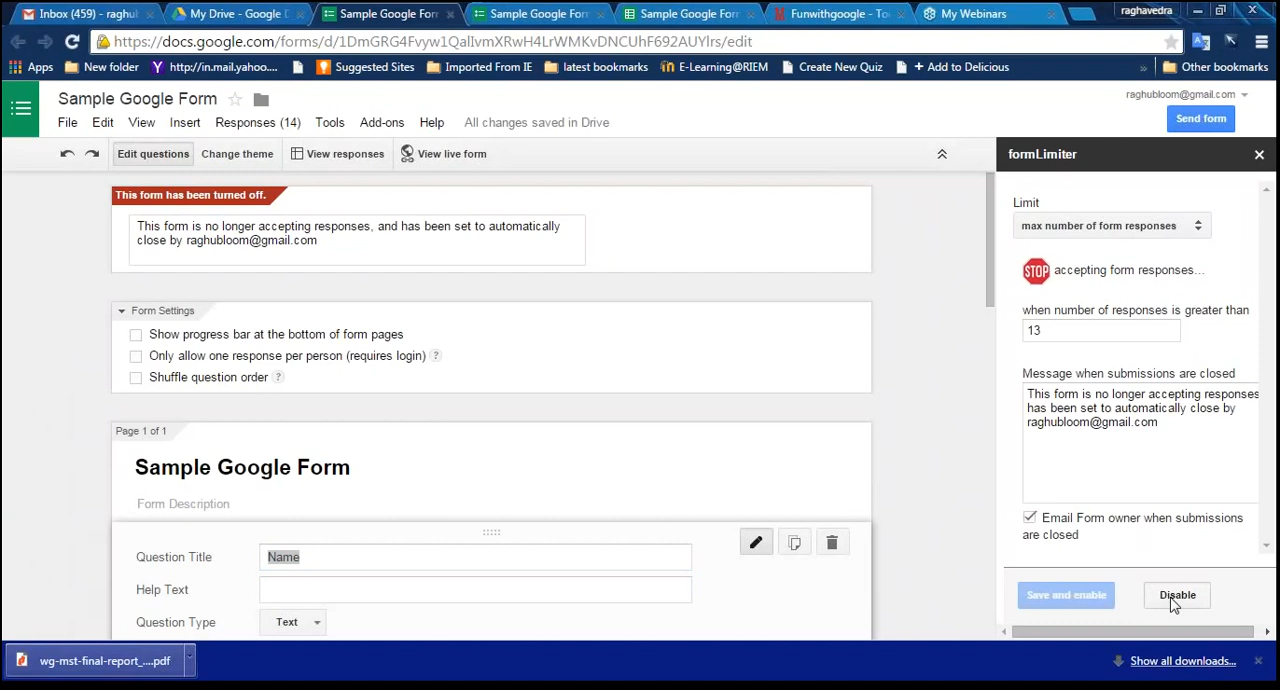 Inbox (459) - raghu
My Drive - Google D
Sample Google Form
Sample Google Form
Sample Google Form
Funwithgoogle - To
My Webinars
raghavedra
https://docs.google.com/forms/d/1DmGRG4Fvyw1QalIvmXRwH4LrWMKvDNCUhF692AUYlrs/edit
Apps
New folder
http://in.mail.yahoo....
Suggested Sites
Imported From IE
latest bookmarks
E-Learning@RIEM
Create New Quiz
+ Add to Delicious
»
Other bookmarks
Sample Google Form
raghubloom@gmail.com
File Edit View Insert Responses (14) Tools Add-ons Help All changes saved in Drive
Send form
Edit questions Change theme View responses View live form
formLimiter
This form has been turned off.
This form is no longer accepting responses, and has been set to automatically
close by raghubloom@gmail.com
Form Settings
Show progress bar at the bottom of form pages
Only allow one response per person (requires login) ?
Shuffle question order ?
Page 1 of 1
Sample Google Form
Form Description
Question Title Name
Help Text
Question Type Text
Limit
max number of form responses
STOP accepting form responses...
when number of responses is greater than
13
Message when submissions are closed
This form is no longer accepting responses
has been set to automatically close by
raghubloom@gmail.com
Email Form owner when submissions
are closed
Save and enable Disable
wg-mst-final-report_....pdf
Show all downloads...